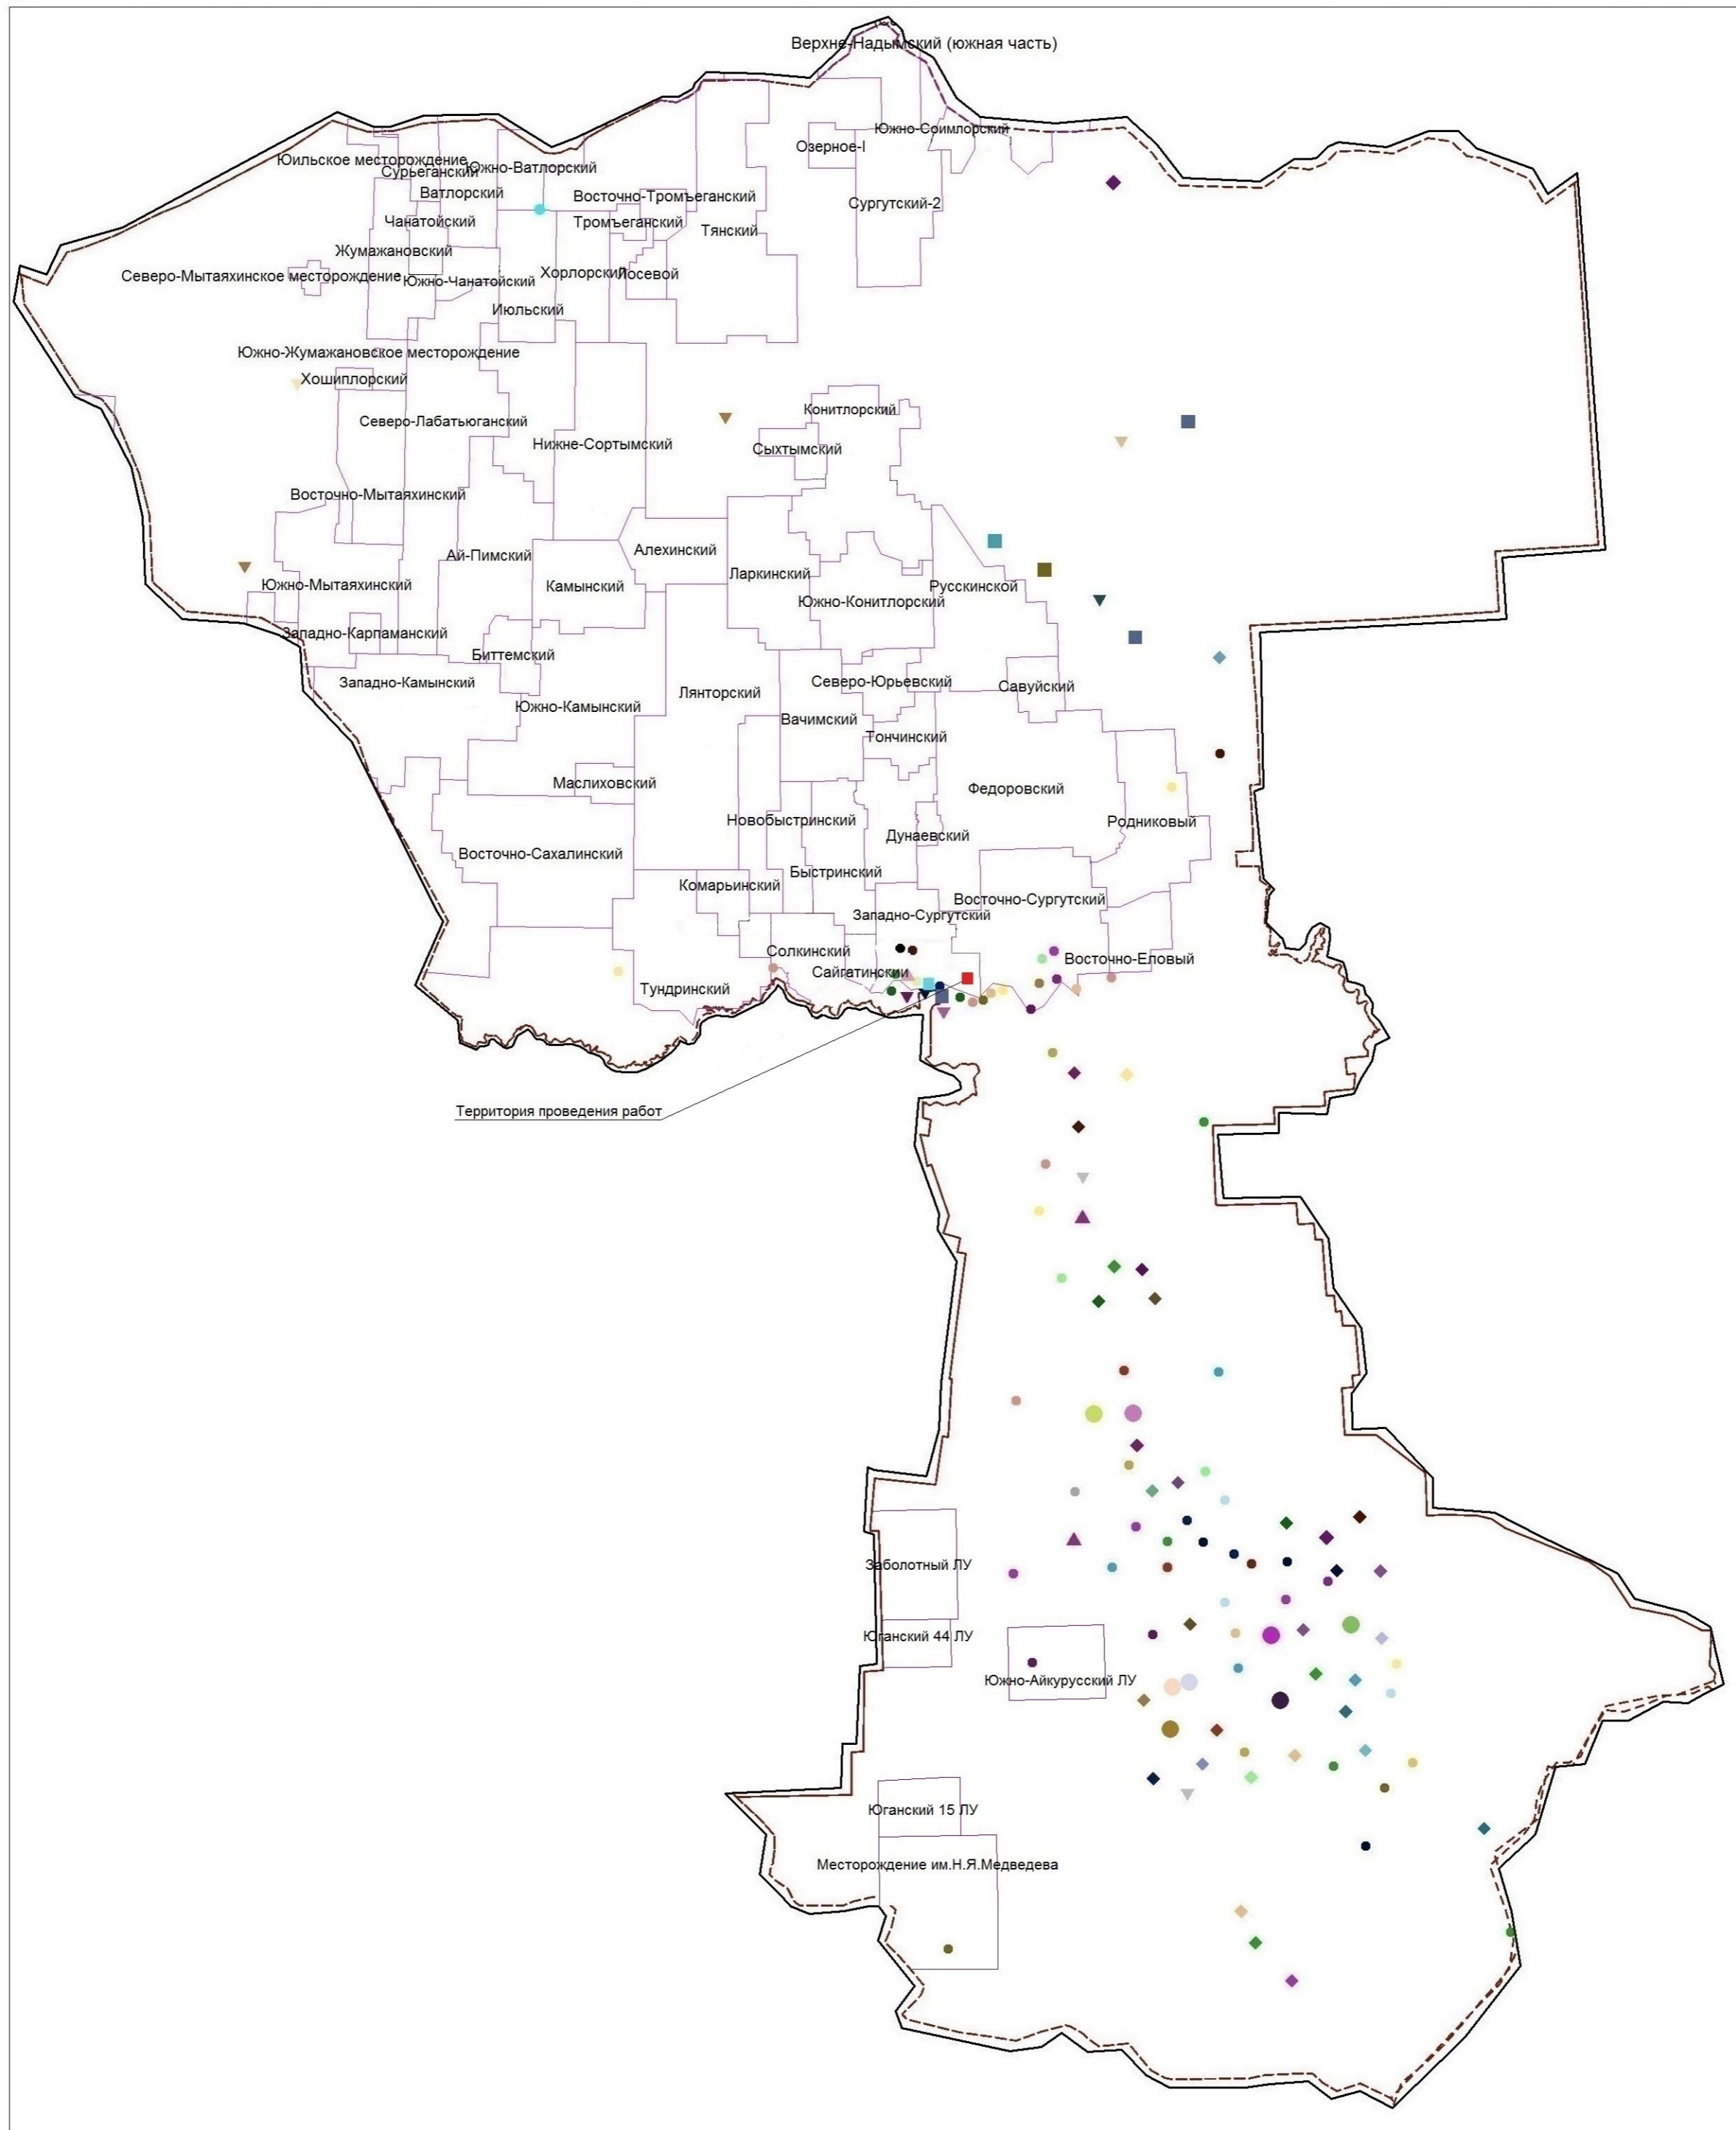 Верхне-Надымский (южная часть)
Южно-Соимлорский
Озерное-I
Юильское месторождение
Сурьеганский
Южно-Ватлорский
Ватлорский
Восточно-Тромъеганский
Сургутский-2
Чанатойский
Тромъеганский
Тянский
Жумажановский
Северо-Мытаяхинское месторождение
Южно-Чанатойский
Хорлорский
Лосевой
Июльский
Южно-Жумажановское месторождение
Хошиплорский
Конитлорский
Северо-Лабатьюганский
Нижне-Сортымский
Сыхтымский
Восточно-Мытаяхинский
Ай-Пимский
Алехинский
Ларкинский
Южно-Мытаяхинский
Камынский
Русскинской
Южно-Конитлорский
Западно-Карпаманский
Биттемский
Западно-Камынский
Северо-Юрьевский
Савуйский
Лянторский
Южно-Камынский
Вачимский
Тончинский
Маслиховский
Федоровский
Новобыстринский
Родниковый
Дунаевский
Восточно-Сахалинский
Быстринский
Комарьинский
Восточно-Сургутский
Западно-Сургутский
Солкинский
Восточно-Еловый
Сайгатинский
Тундринский
Территория проведения работ
Заболотный ЛУ
Юганский 44 ЛУ
Южно-Айкурусский ЛУ
Юганский 15 ЛУ
Месторождение им.Н.Я.Медведева